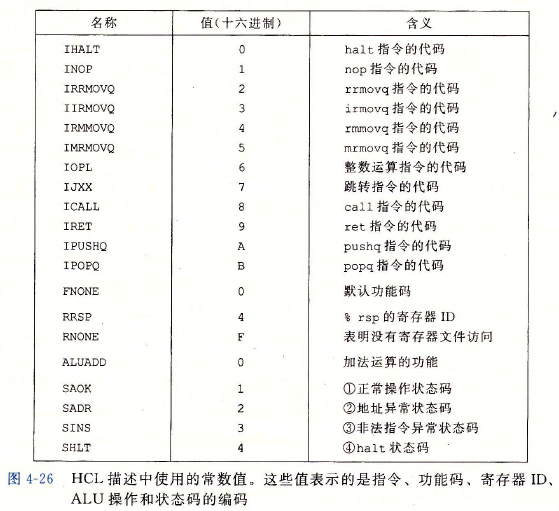 名称 值(十六进制) 含义
IHALT 0 halt 指令的代码
INOP 1 nop 指令的代码
IRRMOVQ 2 rrmovq 指令的代码
IIRMOVQ 3 irmovq 指令的代码
IRMMOVQ 4 rmmovq 指令的代码
IMRMOVQ 5 mrmovq 指令的代码
IOPL 6 整数运算指令的代码
IJXX 7 跳转指令的代码
ICALL 8 call 指令的代码
IRET 9 ret 指令的代码
IPUSHQ A pushq 指令的代码
IPOPQ B popq 指令的代码
FNONE 0 默认功能码
RRSP 4 % rsp 的寄存器 ID
RNONE F 表明没有寄存器文件访问
ALUADD 0 加法运算的功能
SAOK 1 ①正常操作状态码
SADR 2 ②地址异常状态码
SINS 3 ③非法指令异常状态码
SHLT 4 ④halt 状态码
图 4-26 HCL 描述中使用的常数值。这些值表示的是指令、功能码、寄存器 ID、
ALU 操作和状态码的编码